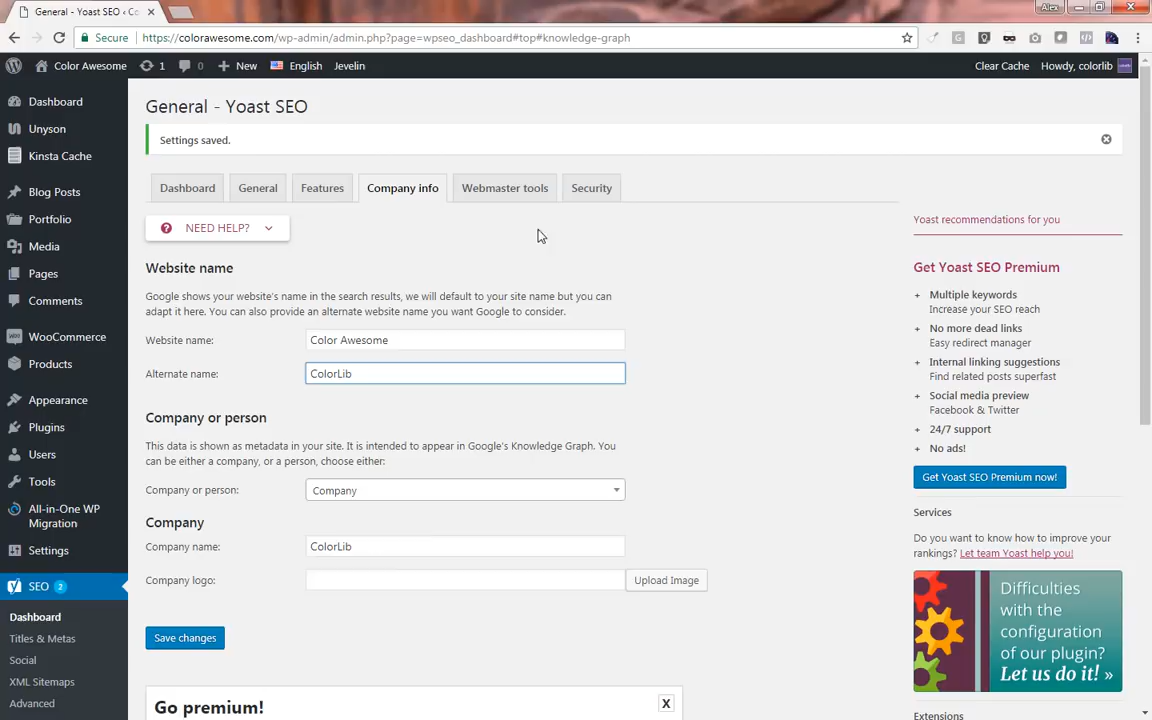 General - Yoast SEO ‹ Co
Alex
Secure
https://colorawesome.com/wp-admin/admin.php?page=wpseo_dashboard#top#knowledge-graph
Color Awesome
1
0
New
English
Jevelin
Clear Cache
Howdy, colorlib
Dashboard
Unyson
Kinsta Cache
Blog Posts
Portfolio
Media
Pages
Comments
WooCommerce
Products
Appearance
Plugins
Users
Tools
All-in-One WP
Migration
Settings
SEO 2
Dashboard
Titles & Metas
Social
XML Sitemaps
Advanced
General - Yoast SEO
Settings saved.
Dashboard
General
Features
Company info
Webmaster tools
Security
NEED HELP?
Website name
Google shows your website's name in the search results, we will default to your site name but you can
adapt it here. You can also provide an alternate website name you want Google to consider.
Website name:
Color Awesome
Alternate name:
ColorLib
Company or person
This data is shown as metadata in your site. It is intended to appear in Google's Knowledge Graph. You
can be either a company, or a person, choose either:
Company or person:
Company
Company
Company name:
ColorLib
Company logo:
Upload Image
Save changes
Go premium!
X
Yoast recommendations for you
Get Yoast SEO Premium
+ Multiple keywords
Increase your SEO reach
+ No more dead links
Easy redirect manager
+ Internal linking suggestions
Find related posts superfast
+ Social media preview
Facebook & Twitter
+ 24/7 support
+ No ads!
Get Yoast SEO Premium now!
Services
Do you want to know how to improve your
rankings? Let team Yoast help you!
Difficulties
with the
configuration
of our plugin?
Let us do it! »
Extensions